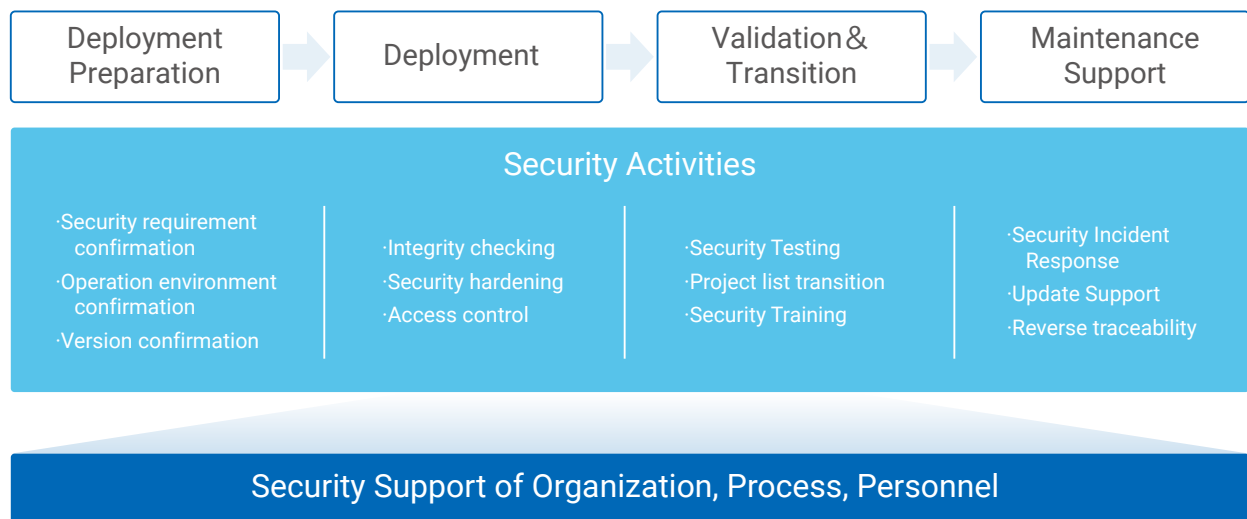 Deployment
Preparation
Deployment
Validation＆
Transition
Maintenance
Support
Security Activities
·Security requirement
confirmation
·Operation environment
confirmation
·Version confirmation
·Integrity checking
·Security hardening
·Access control
·Security Testing
·Project list transition
·Security Training
·Security Incident
Response
·Update Support
·Reverse traceability
Security Support of Organization, Process, Personnel